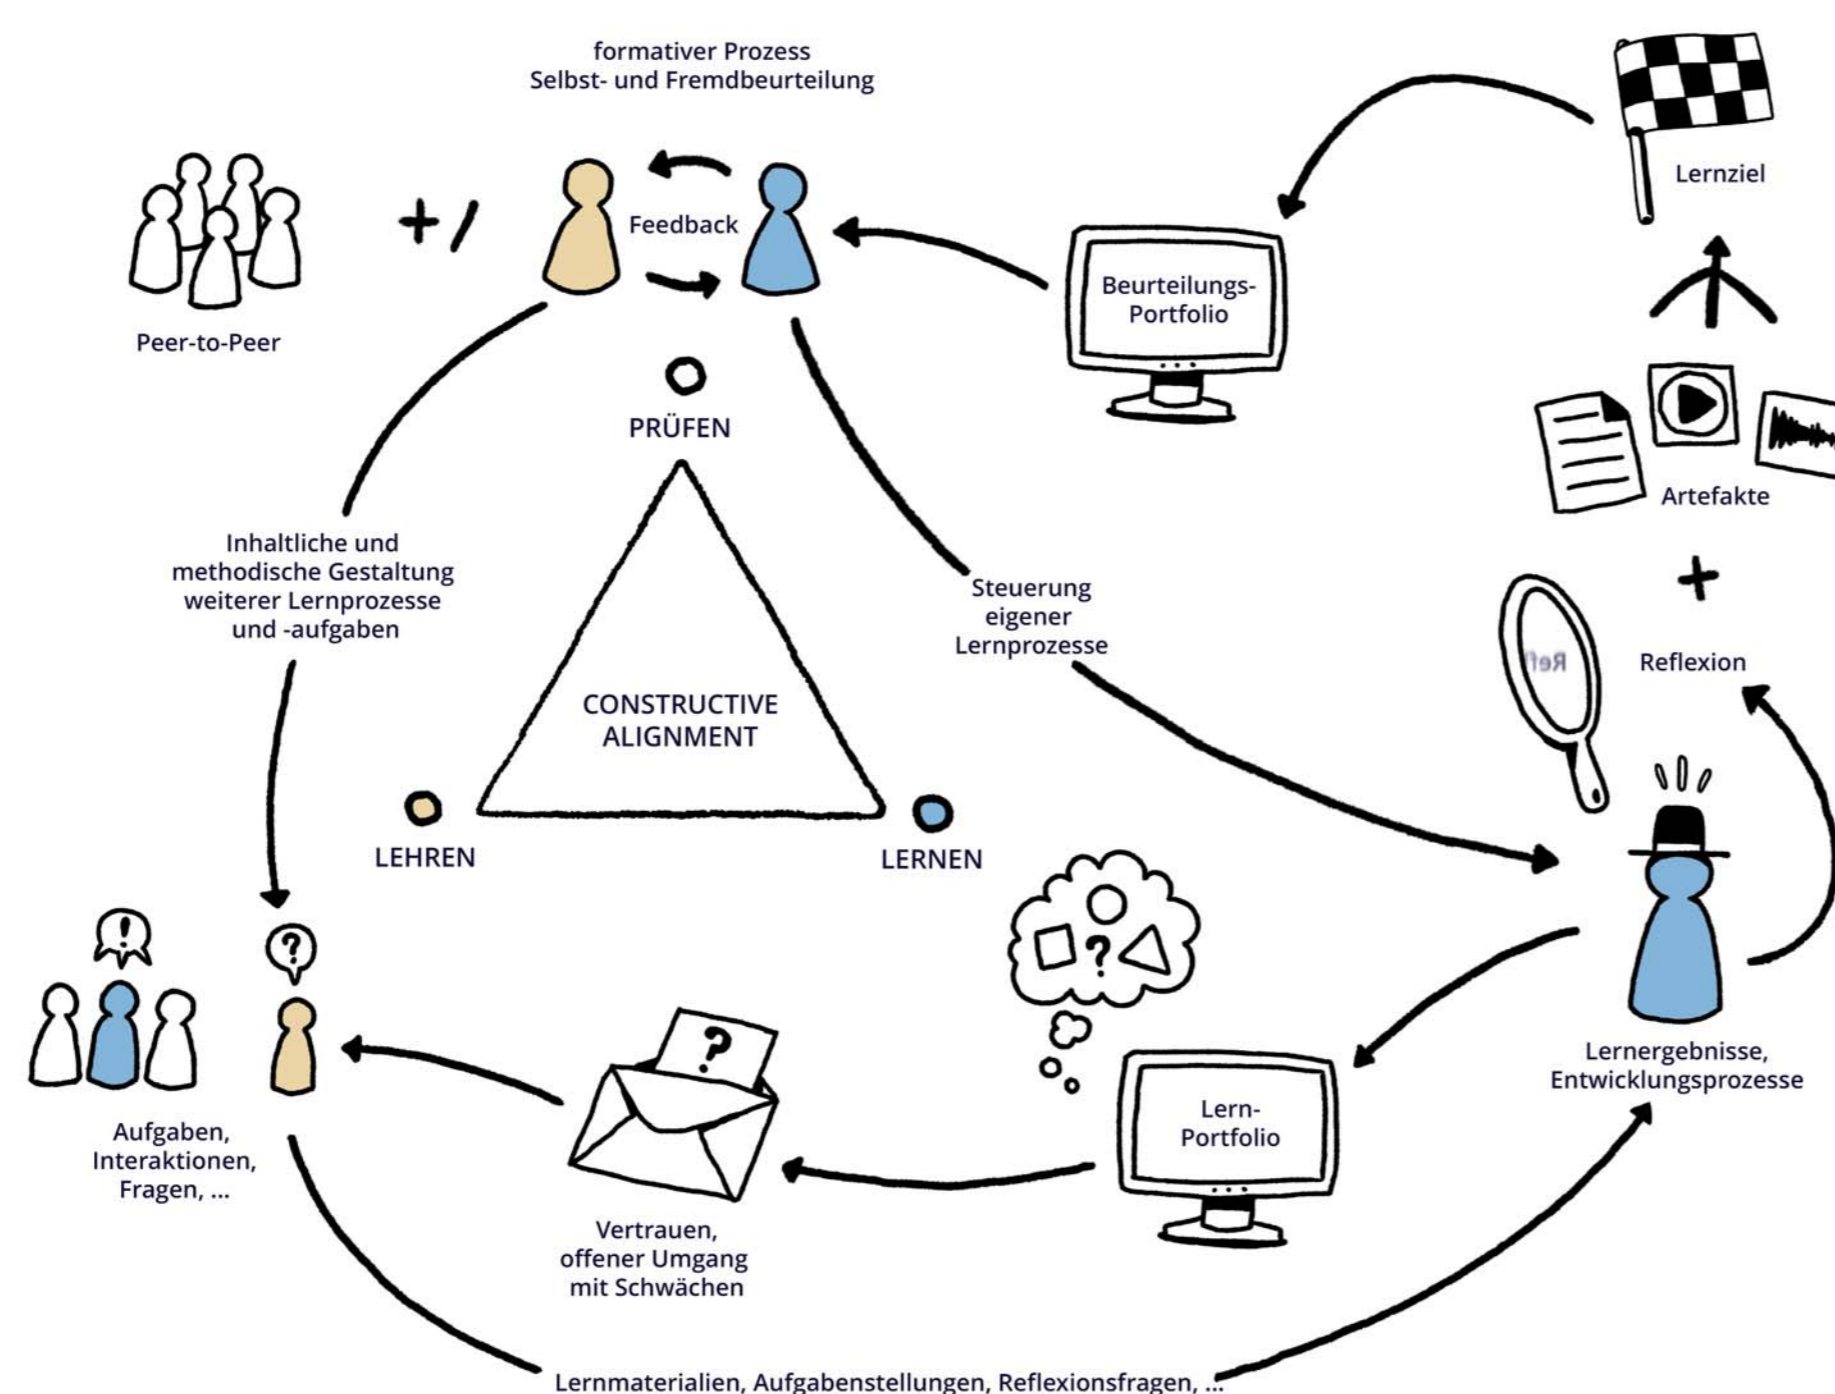 formativer Prozess
Selbst- und Fremdbeurteilung
Lernziel
Peer-to-Peer
+ /
Feedback
Beurteilungs-
Portfolio
PRÜFEN
Artefakte
+
Inhaltliche und
methodische Gestaltung
weiterer Lernprozesse
und -aufgaben
Steuerung
eigener
Lernprozesse
Refl
Reflexion
CONSTRUCTIVE
ALIGNMENT
LEHREN
LERNEN
!
?
?
?
Aufgaben,
Interaktionen,
Fragen, ...
Vertrauen,
offener Umgang
mit Schwächen
Lern-
Portfolio
Lernergebnisse,
Entwicklungsprozesse
Lernmaterialien, Aufgabenstellungen, Reflexionsfragen, ...